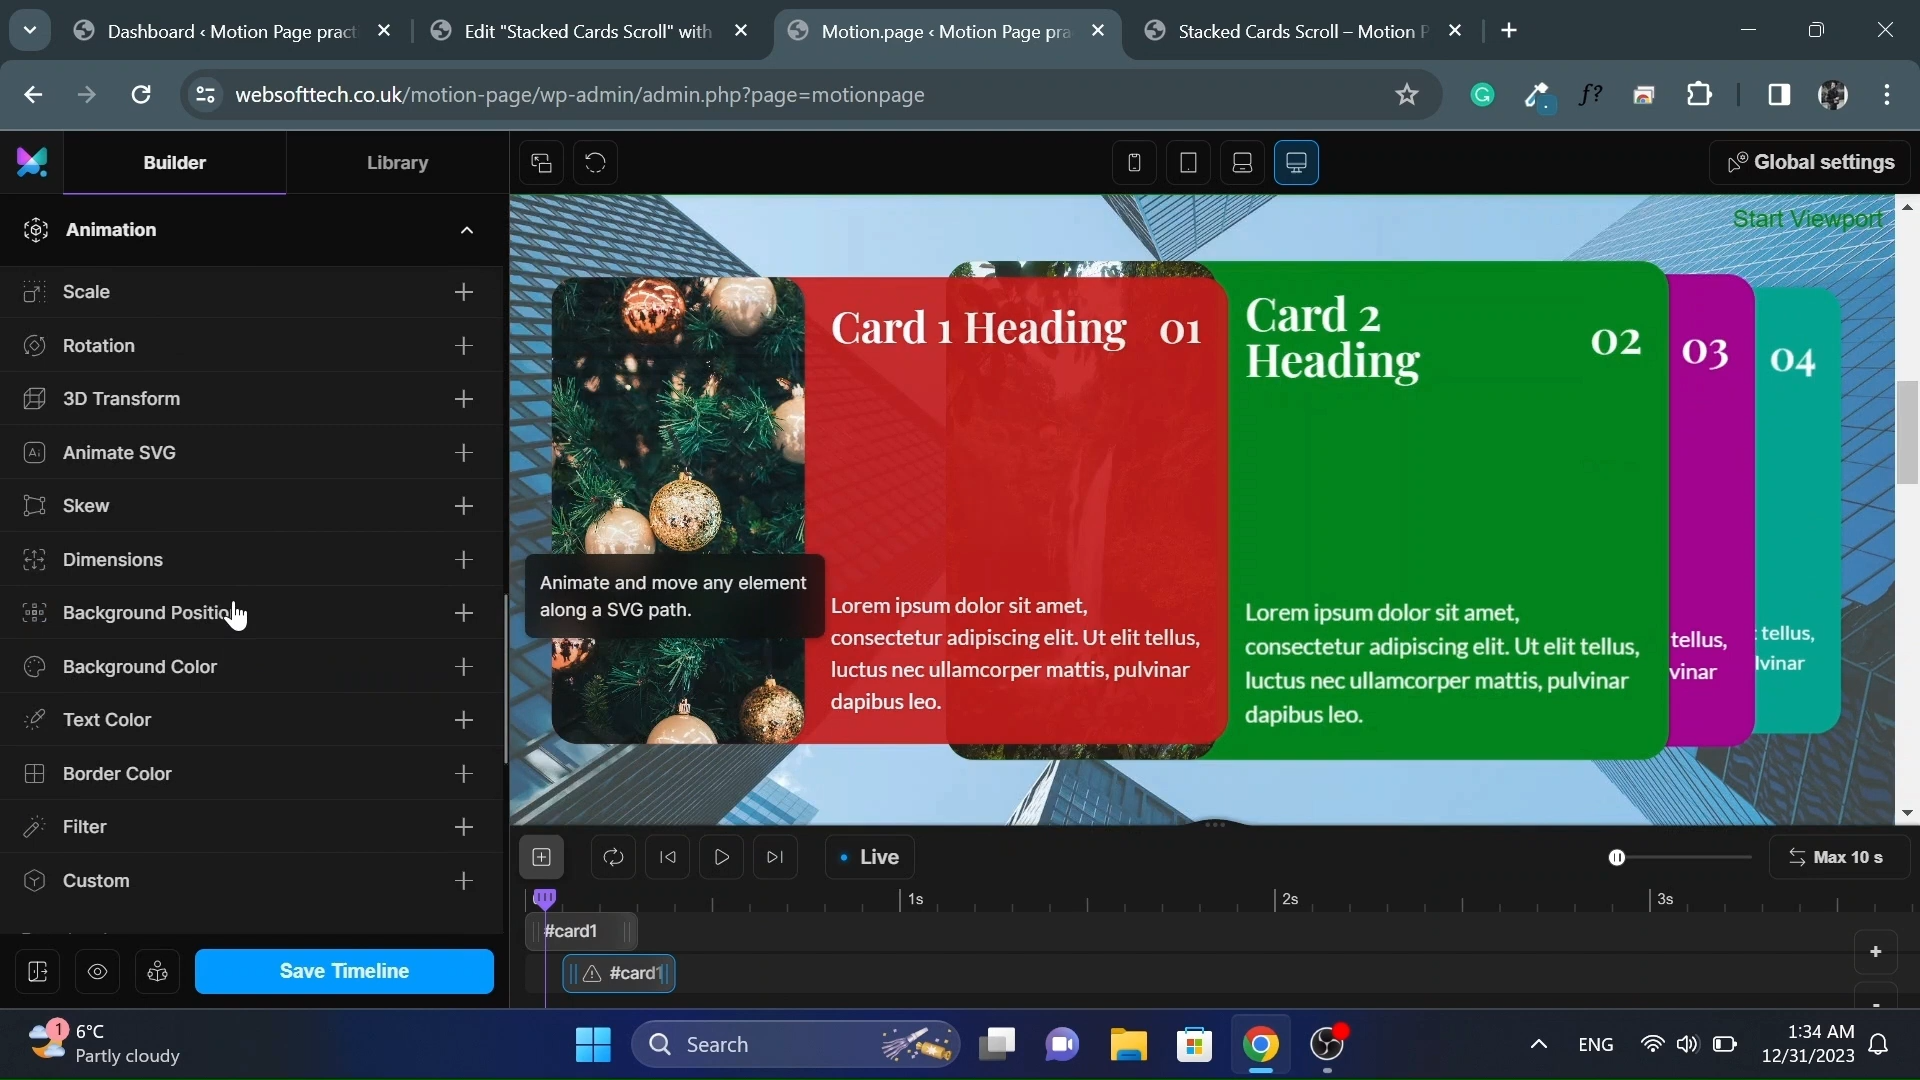 Dashboard ‹ Motion Page pract
Edit "Stacked Cards Scroll" with
Motion.page ‹ Motion Page pra
Stacked Cards Scroll – Motion P
websofttech.co.uk/motion-page/wp-admin/admin.php?page=motionpage
f?
Builder
Library
Global settings
Animation
Scale
Rotation
3D Transform
Ai
Animate SVG
Skew
Dimensions
Background Positio
Background Color
Text Color
Border Color
Filter
Custom
Save Timeline
Start Viewport
Card 1 Heading 01
Card 2
Heading
02
03
04
Animate and move any element
along a SVG path.
Lorem ipsum dolor sit amet,
consectetur adipiscing elit. Ut elit tellus,
luctus nec ullamcorper mattis, pulvinar
dapibus leo.
Lorem ipsum dolor sit amet,
consectetur adipiscing elit. Ut elit tellus,
luctus nec ullamcorper mattis, pulvinar
dapibus leo.
tellus,
vinar
tellus,
lvinar
Live
Max 10 s
1s
2s
3s
#card1
#card1
1
6°C
Partly cloudy
Search
ENG
1:34 AM
12/31/2023